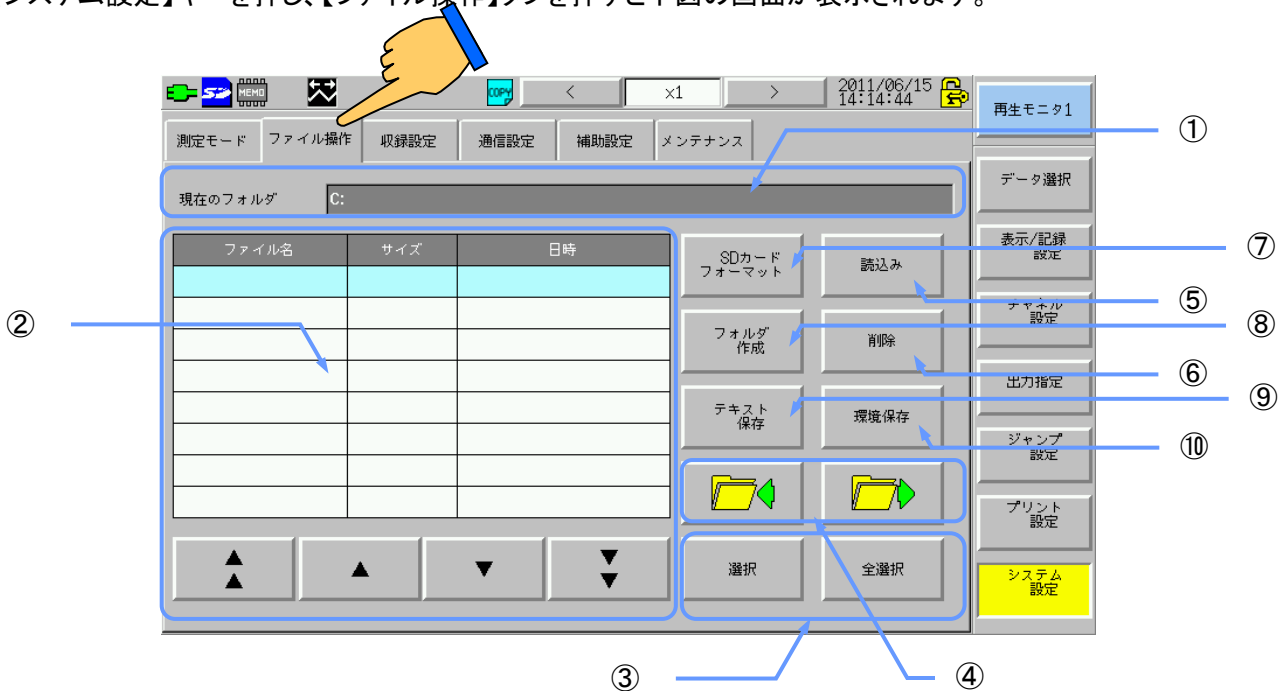 システム設定】キーを押し、【ファイル操作】タブを押すと下図の画面が表示されます。
SD MEMO COPY < ×1 > 2011/06/15
14:14:44
再生モニタ1
測定モード ファイル操作 収録設定 通信設定 補助設定 メンテナンス
①
現在のフォルダ C:
データ選択
ファイル名 サイズ 日時
SDカード
フォーマット
読込み
表示/記録
設定
⑦
⑤
チャネル
設定
②
フォルダ
作成
削除
⑧
⑥
出力指定
⑨
テキスト
保存
環境保存
ジャンプ
設定
⑩
プリント
設定
選択 全選択
システム
設定
③ ④